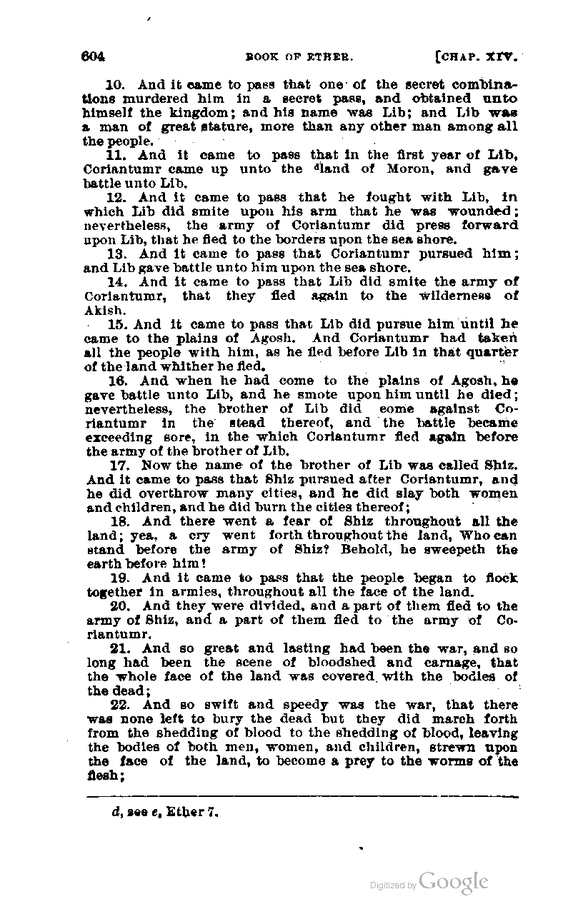 604 BOOK OF ETHER. [CHAP. XIV.
10. And it came to pass that one of the secret combina-
tions murdered him in a secret pass, and obtained unto
himself the kingdom; and his name was Lib; and Lib was
a man of great stature, more than any other man among all
the people.
11. And it came to pass that in the first year of Lib,
Coriantumr came up unto the dland of Moron, and gave
battle unto Lib.
12. And it came to pass that he fought with Lib, in
which Lib did smite upon his arm that he was wounded;
nevertheless, the army of Coriantumr did press forward
upon Lib, that he fled to the borders upon the sea shore.
13. And it came to pass that Coriantumr pursued him;
and Lib gave battle unto him upon the sea shore.
14. And it came to pass that Lib did smite the army of
Coriantumr, that they fled again to the wilderness of
Akish.
15. And it came to pass that Lib did pursue him until he
came to the plains of Agosh. And Coriantumr had taken
all the people with him, as he fled before Lib in that quarter
of the land whither he fled.
16. And when he had come to the plains of Agosh, he
gave battle unto Lib, and he smote upon him until he died;
nevertheless, the brother of Lib did come against Co-
riantumr in the stead thereof, and the battle became
exceeding sore, in the which Coriantumr fled again before
the army of the brother of Lib.
17. Now the name of the brother of Lib was called Shiz.
And it came to pass that Shiz pursued after Coriantumr, and
he did overthrow many cities, and he did slay both women
and children, and he did burn the cities thereof;
18. And there went a fear of Shiz throughout all the
land; yea, a cry went forth throughout the land, Who can
stand before the army of Shiz? Behold, he sweepeth the
earth before him!
19. And it came to pass that the people began to flock
together in armies, throughout all the face of the land.
20. And they were divided, and a part of them fled to the
army of Shiz, and a part of them fled to the army of Co-
riantumr.
21. And so great and lasting had been the war, and so
long had been the scene of bloodshed and carnage, that
the whole face of the land was covered with the bodies of
the dead;
22. And so swift and speedy was the war, that there
was none left to bury the dead but they did march forth
from the shedding of blood to the shedding of blood, leaving
the bodies of both men, women, and children, strewn upon
the face of the land, to become a prey to the worms of the
flesh;
d, see e, Ether 7.
Digitized by Google